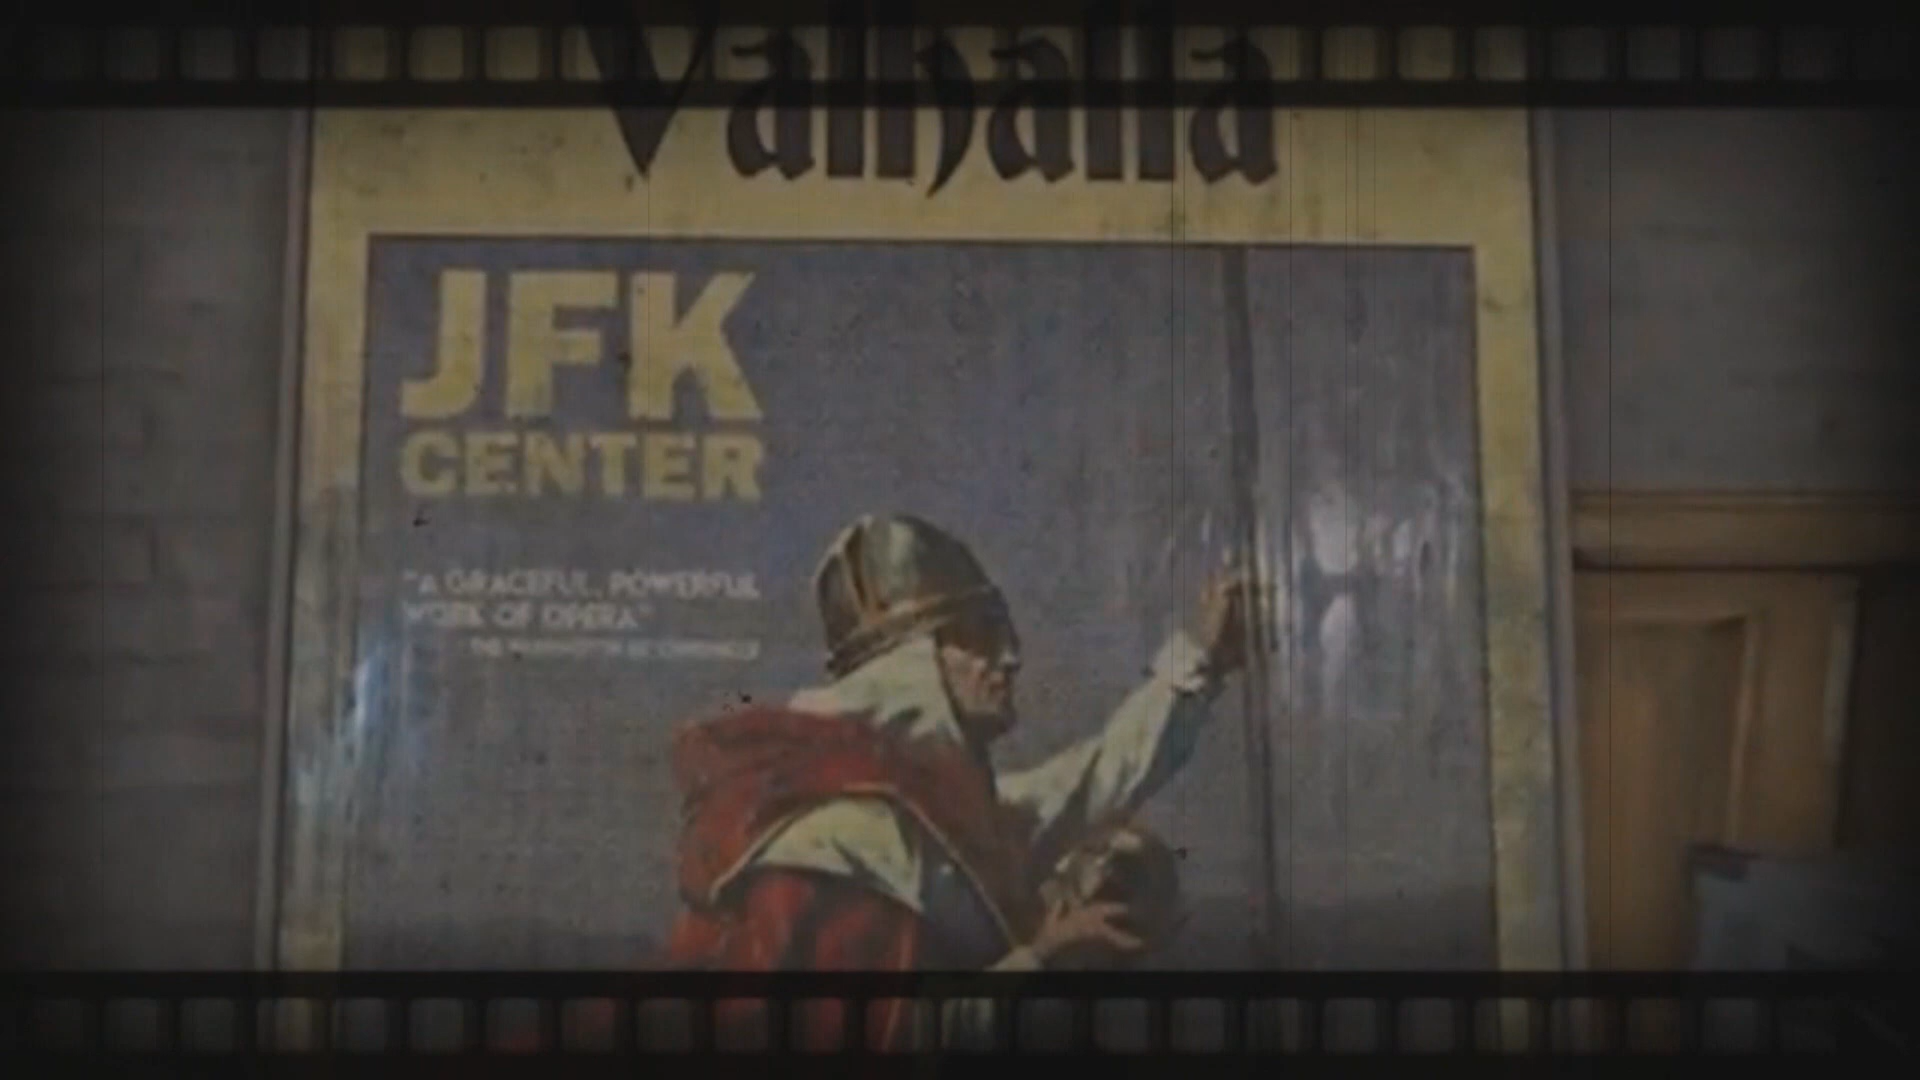 Valhalla
JFK
CENTER
"A GRACEFUL, POWERFUL
WORK OF OPERA"